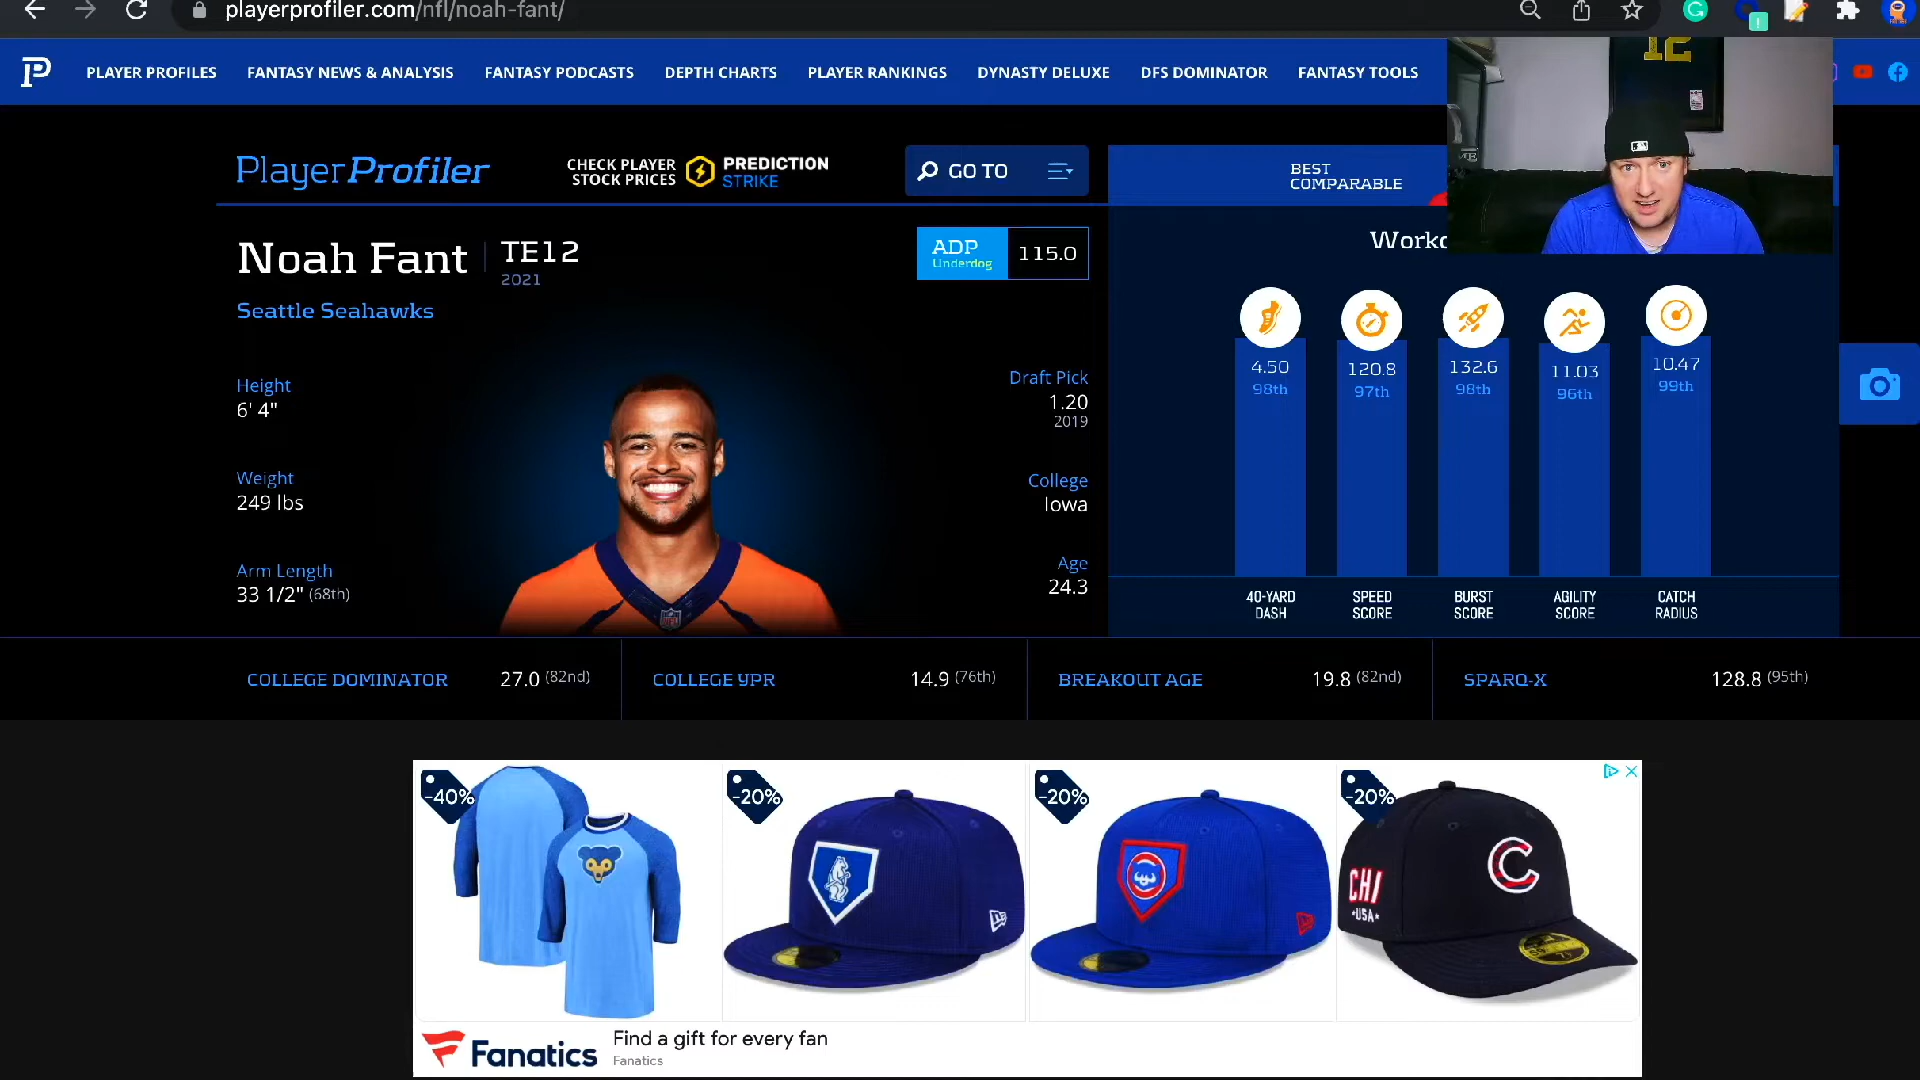 playerprofiler.com/nfl/noah-fant/
P
PLAYER PROFILES
FANTASY NEWS & ANALYSIS
FANTASY PODCASTS
DEPTH CHARTS
PLAYER RANKINGS
DYNASTY DELUXE
DFS DOMINATOR
FANTASY TOOLS
12
PlayerProfiler
CHECK PLAYER
STOCK PRICES
PREDICTION
STRIKE
GO TO
BEST
COMPARABLE
Noah Fant
TE12
2021
ADP
Underdog
115.0
Seattle Seahawks
Height
6' 4"
Weight
249 lbs
Arm Length
33 1/2" (68th)
Draft Pick
1.20
2019
College
Iowa
Age
24.3
Worko
4.50
98th
120.8
97th
132.6
98th
11.03
96th
10.47
99th
40-YARD
DASH
SPEED
SCORE
BURST
SCORE
AGILITY
SCORE
CATCH
RADIUS
COLLEGE DOMINATOR 27.0 (82nd)
COLLEGE YPR 14.9 (76th)
BREAKOUT AGE 19.8 (82nd)
SPARQ-X 128.8 (95th)
-40%
-20%
-20%
-20%
C
CHI
USA
Fanatics
Find a gift for every fan
Fanatics